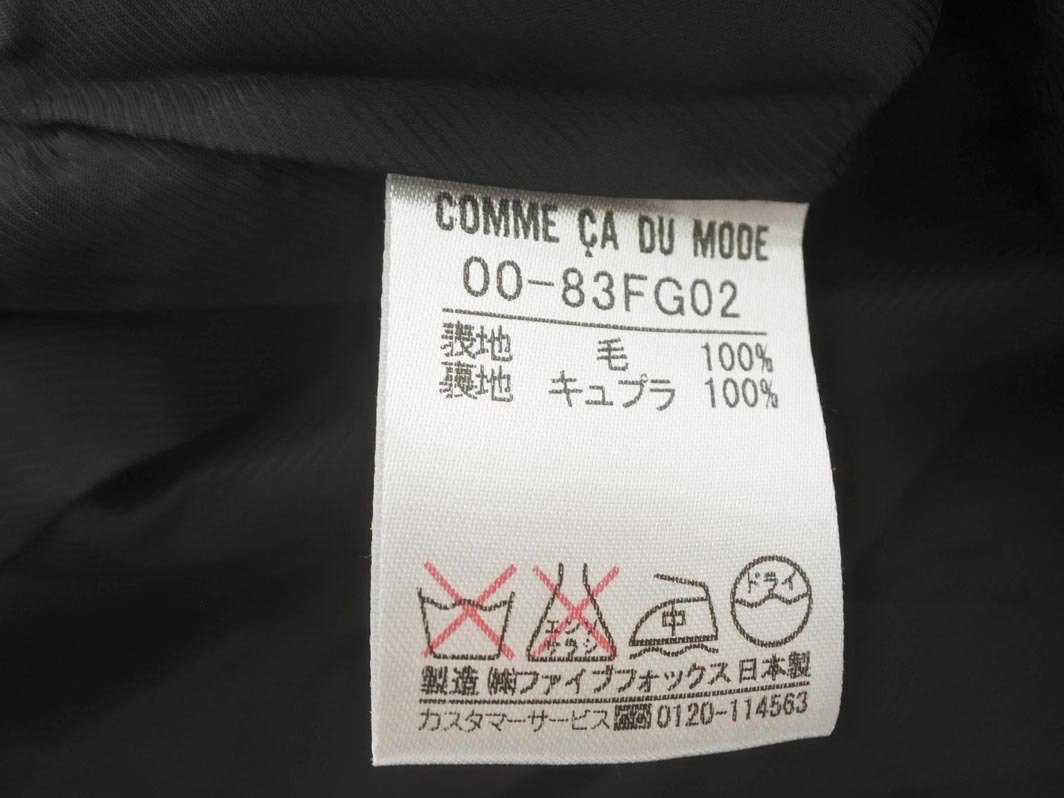 COMME ÇA DU MODE
00-83FG02
表地 毛 100%
裏地 キュプラ 100%
エンソサラシ 中 ドライ
製造 ㈱ファイブフォックス 日本製
カスタマーサービス 0120-114563